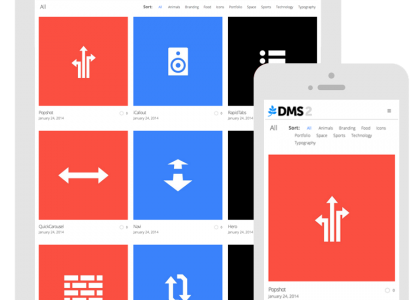 All Sort: All Animals Branding Food Icons Portfolio Space Sports Technology Typography
Popshot
January 24, 2014
iCallout
January 24, 2014
RapidTabs
January 24, 2014
QuickCarousel
January 24, 2014
January 24, 2014
Hero
January 24, 2014
DMS 2
All Sort: All Animals Branding Food Icons
Portfolio Space Sports Technology
Typography
Popshot
January 24, 2014